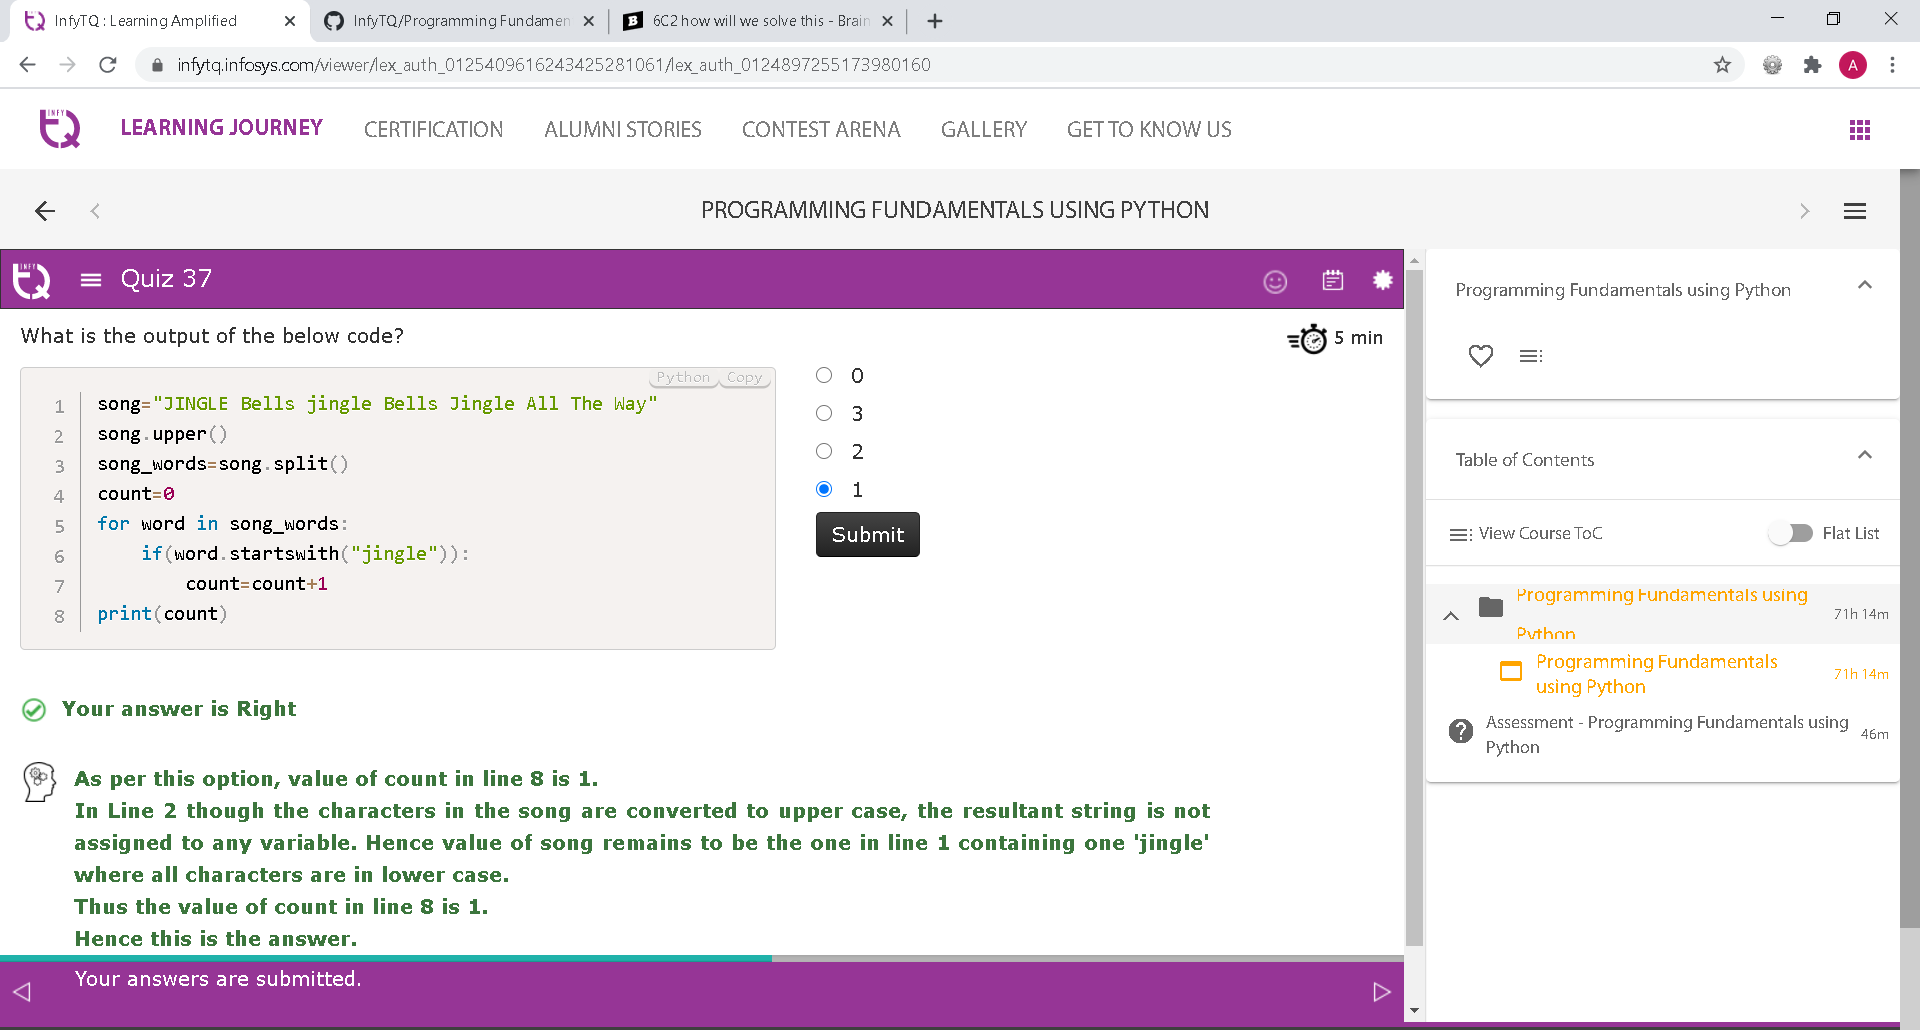 InfyTQ : Learning Amplified
InfyTQ/Programming Fundamen
6C2 how will we solve this - Brain
infytq.infosys.com/viewer/lex_auth_0125409616243425281061/lex_auth_0124897255173980160
A
INFY TQ
LEARNING JOURNEY
CERTIFICATION
ALUMNI STORIES
CONTEST ARENA
GALLERY
GET TO KNOW US
PROGRAMMING FUNDAMENTALS USING PYTHON
INFY TQ
Quiz 37
What is the output of the below code?
5 min
Python
Copy
1 song="JINGLE Bells jingle Bells Jingle All The Way"
2 song.upper()
3 song_words=song.split()
4 count=0
5 for word in song_words:
6 if(word.startswith("jingle")):
7 count=count+1
8 print(count)
0
3
2
1
Submit
Your answer is Right
As per this option, value of count in line 8 is 1.
In Line 2 though the characters in the song are converted to upper case, the resultant string is not
assigned to any variable. Hence value of song remains to be the one in line 1 containing one 'jingle'
where all characters are in lower case.
Thus the value of count in line 8 is 1.
Hence this is the answer.
Your answers are submitted.
Programming Fundamentals using Python
Table of Contents
View Course ToC
Flat List
Programming Fundamentals using
Python
71h 14m
Programming Fundamentals
using Python
71h 14m
Assessment - Programming Fundamentals using
Python
46m